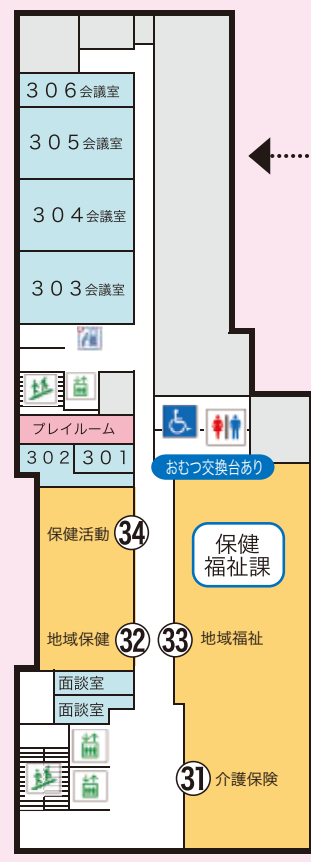 ３０６会議室
３０５会議室
３０４会議室
３０３会議室
プレイルーム
３０２
３０１
おむつ交換台あり
保健活動
34
保健
福祉課
地域保健
32
33
地域福祉
面談室
面談室
31
介護保険